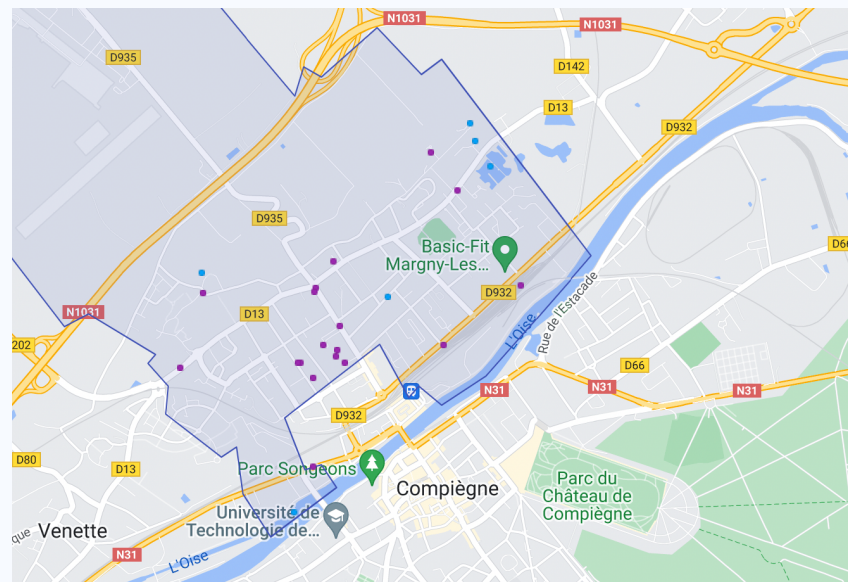 N1031
N1031
D935
D142
D13
D932
D935
Basic-Fit
Margny-Les...
D66
D932
N1031
D13
L'Oise
Rue de l'Estacade
202
D66
N31
N31
N31
D932
D80
D13
Parc Songeons
Compiègne
Parc du
Château de
Compiègne
Université de
Technologie de...
que
Venette
N31
L'Oise